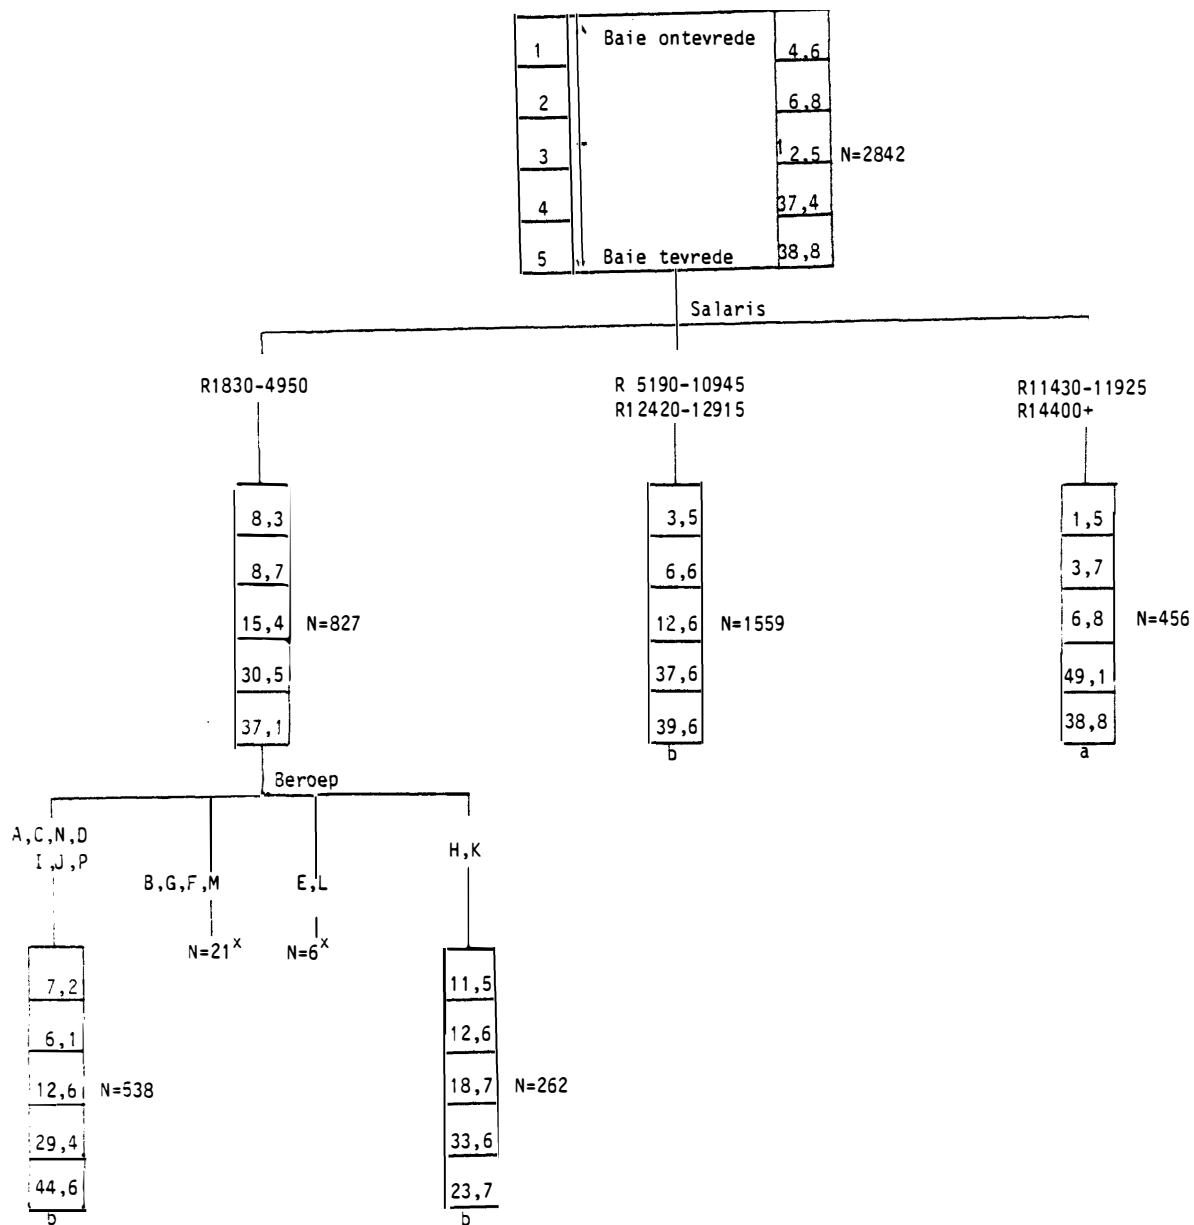 1 Baie ontevrede 4,6
2 6,8
3 12,5 N=2842
4 37,4
5 Baie tevrede 38,8
Salaris
R1830-4950
R 5190-10945
R12420-12915
R11430-11925
R14400+
8,3
8,7
15,4 N=827
30,5
37,1
3,5
6,6
12,6 N=1559
37,6
39,6
b
1,5
3,7
6,8 N=456
49,1
38,8
a
Beroep
A,C,N,D
I,J,P
B,G,F,M
N=21x
E,L
N=6x
H,K
7,2
6,1
12,6 N=538
29,4
44,6
b
11,5
12,6
18,7 N=262
33,6
23,7
b